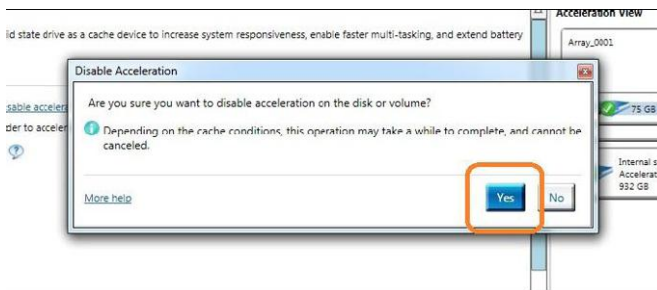 Acceleration View
id state drive as a cache device to increase system responsiveness, enable faster multi-tasking, and extend battery
Array_0001
Disable Acceleration
sable accelera
Are you sure you want to disable acceleration on the disk or volume?
75 GB
der to acceler
Depending on the cache conditions, this operation may take a while to complete, and cannot be
canceled.
Internal s
Accelerat
932 GB
More help
Yes
No